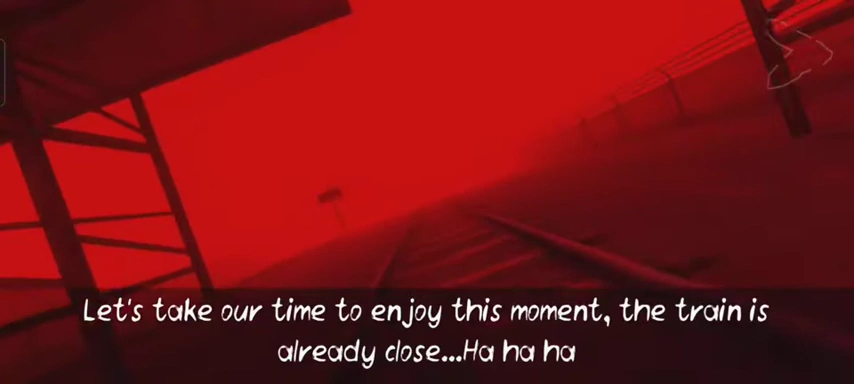 Let's take our time to enjoy this moment, the train is
already close...Ha ha ha